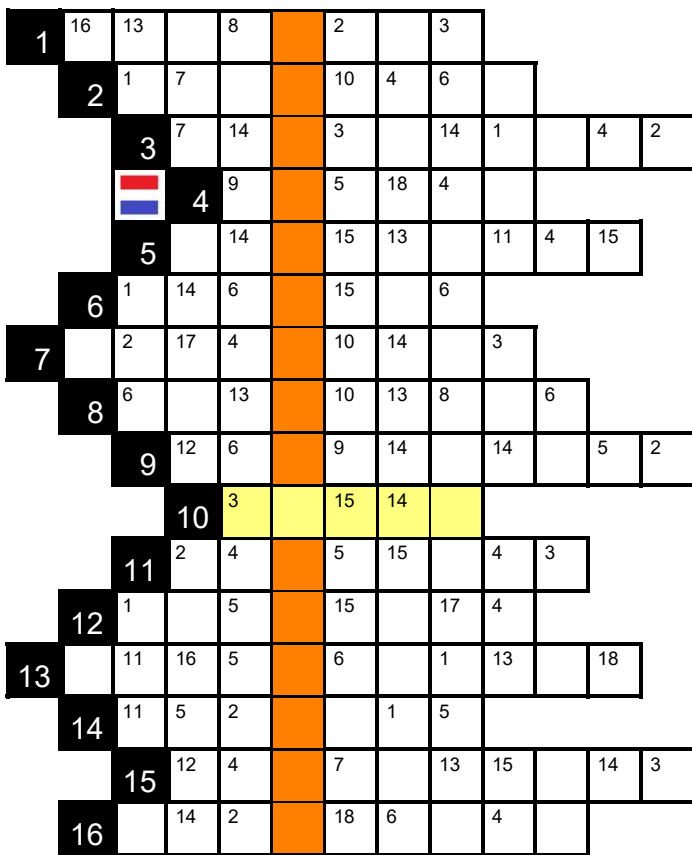 1 16 13 8 2 3
2 1 7 10 4 6
3 7 14 3 14 1 4 2
4 9 5 18 4
5 14 15 13 11 4 15
6 1 14 6 15 6
7 2 17 4 10 14 3
8 6 13 10 13 8 6
9 12 6 9 14 14 5 2
10 3 15 14
11 2 4 5 15 4 3
12 1 5 15 17 4
13 11 16 5 6 1 13 18
14 11 5 2 1 5
15 12 4 7 13 15 14 3
16 14 2 18 6 4